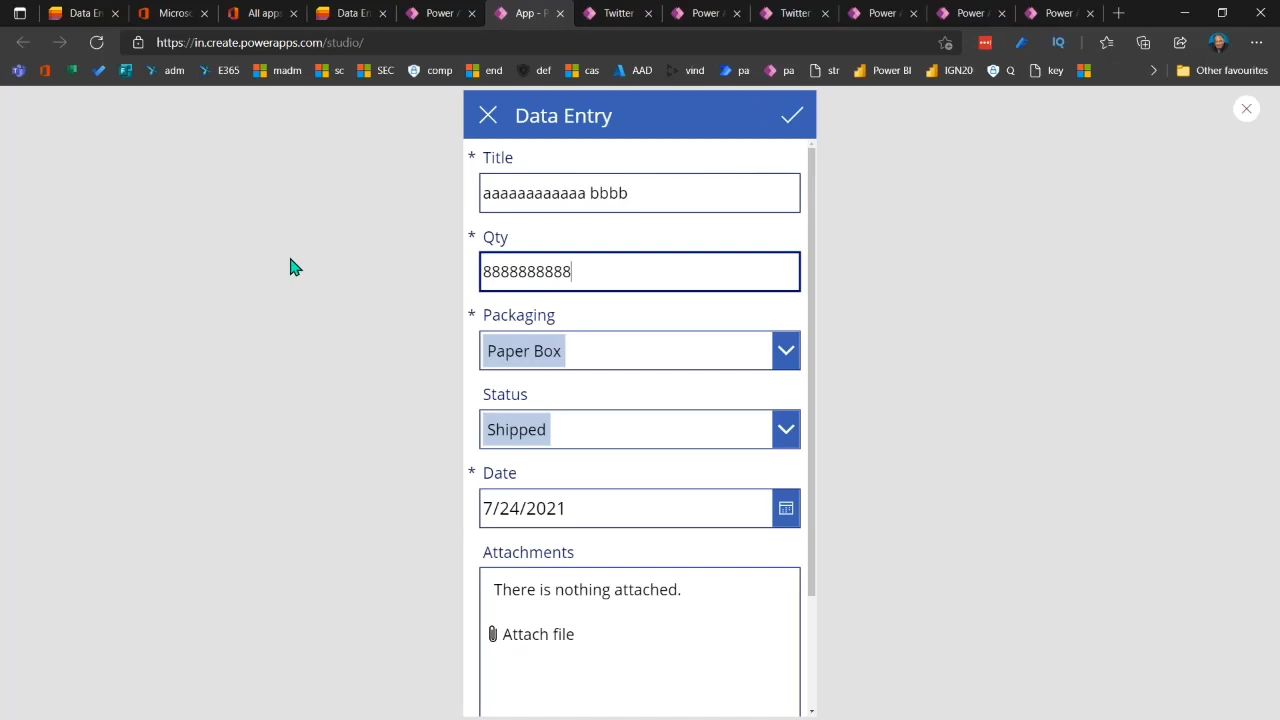 Data En
Microso
All apps
Data En
Power A
App - P
Twitter
Power A
Twitter
Power A
Power A
Power A
https://in.create.powerapps.com/studio/
IQ
adm
E365
madm
sc
SEC
comp
end
def
cas
AAD
vind
pa
pa
str
Power BI
IGN20
Q
key
Other favourites
Data Entry
* Title
aaaaaaaaaaaa bbbb
* Qty
8888888888
* Packaging
Paper Box
Status
Shipped
* Date
7/24/2021
Attachments
There is nothing attached.
Attach file